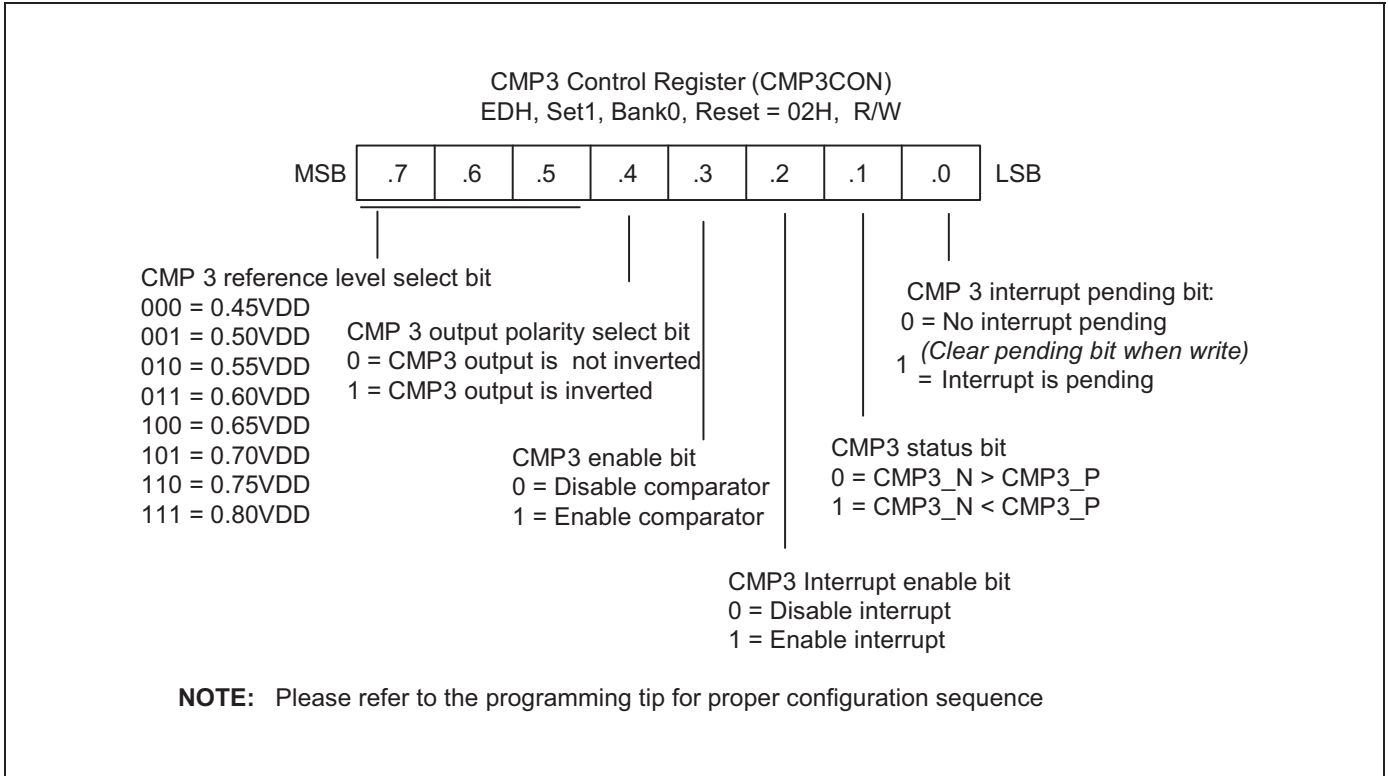 CMP3 Control Register (CMP3CON)
EDH, Set1, Bank0, Reset = 02H, R/W
MSB .7 .6 .5 .4 .3 .2 .1 .0 LSB
CMP 3 reference level select bit
000 = 0.45VDD
001 = 0.50VDD
010 = 0.55VDD
011 = 0.60VDD
100 = 0.65VDD
101 = 0.70VDD
110 = 0.75VDD
111 = 0.80VDD
CMP 3 output polarity select bit
0 = CMP3 output is not inverted
1 = CMP3 output is inverted
CMP3 enable bit
0 = Disable comparator
1 = Enable comparator
CMP3 Interrupt enable bit
0 = Disable interrupt
1 = Enable interrupt
CMP3 status bit
0 = CMP3_N > CMP3_P
1 = CMP3_N < CMP3_P
CMP 3 interrupt pending bit:
0 = No interrupt pending
(Clear pending bit when write)
1 = Interrupt is pending
NOTE: Please refer to the programming tip for proper configuration sequence